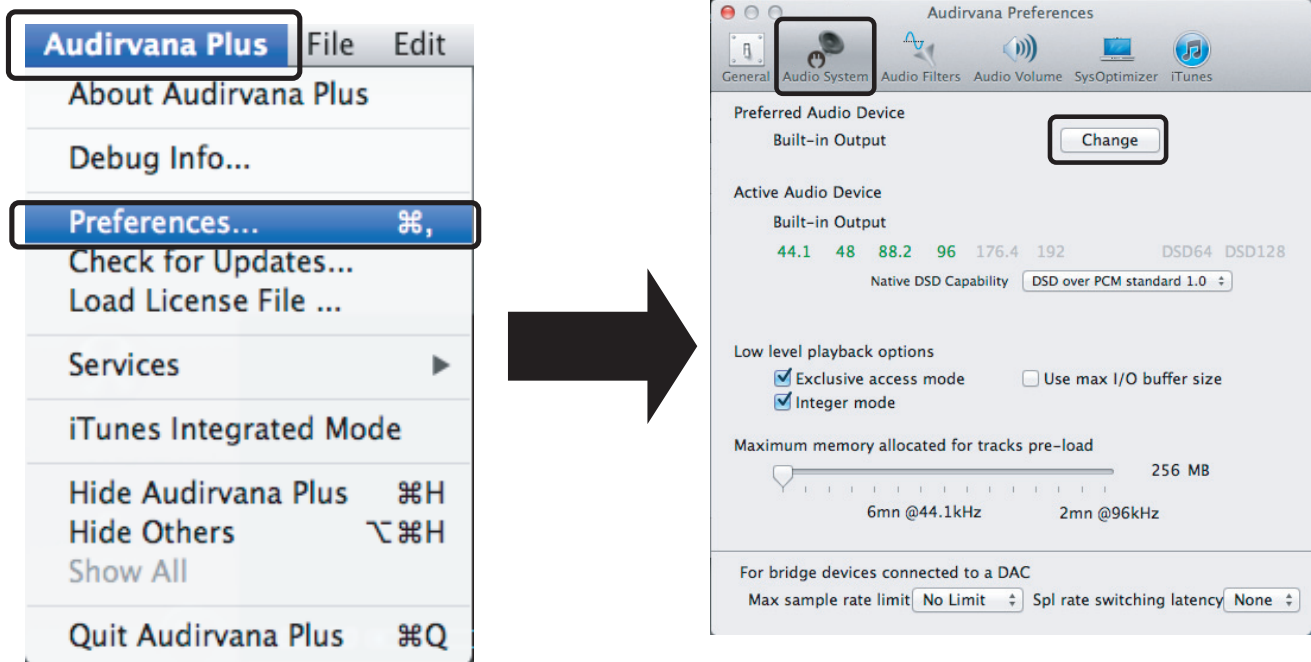 Audirvana Plus File Edit
About Audirvana Plus
Debug Info...
Preferences... ⌘,
Check for Updates...
Load License File ...
Services
iTunes Integrated Mode
Hide Audirvana Plus ⌘H
Hide Others ⌥⌘H
Show All
Quit Audirvana Plus ⌘Q
Audirvana Preferences
General Audio System Audio Filters Audio Volume SysOptimizer iTunes
Preferred Audio Device
Built-in Output Change
Active Audio Device
Built-in Output
44.1 48 88.2 96 176.4 192 DSD64 DSD128
Native DSD Capability DSD over PCM standard 1.0
Low level playback options
Exclusive access mode Use max I/O buffer size
Integer mode
Maximum memory allocated for tracks pre-load
256 MB
6mn @44.1kHz 2mn @96kHz
For bridge devices connected to a DAC
Max sample rate limit No Limit Spl rate switching latency None